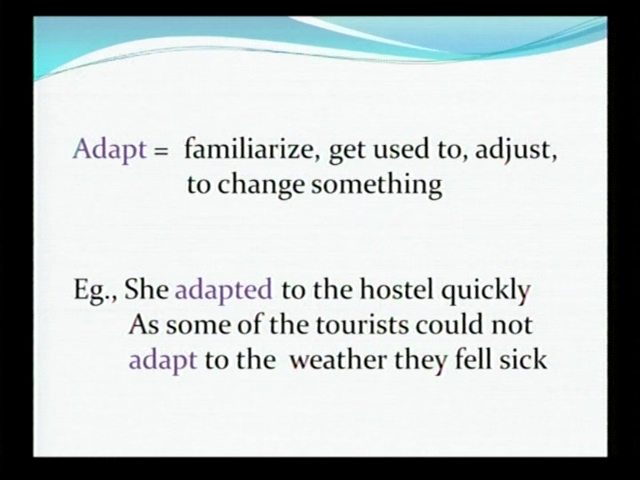 Adapt = familiarize, get used to, adjust,
to change something
Eg., She adapted to the hostel quickly
As some of the tourists could not
adapt to the weather they fell sick